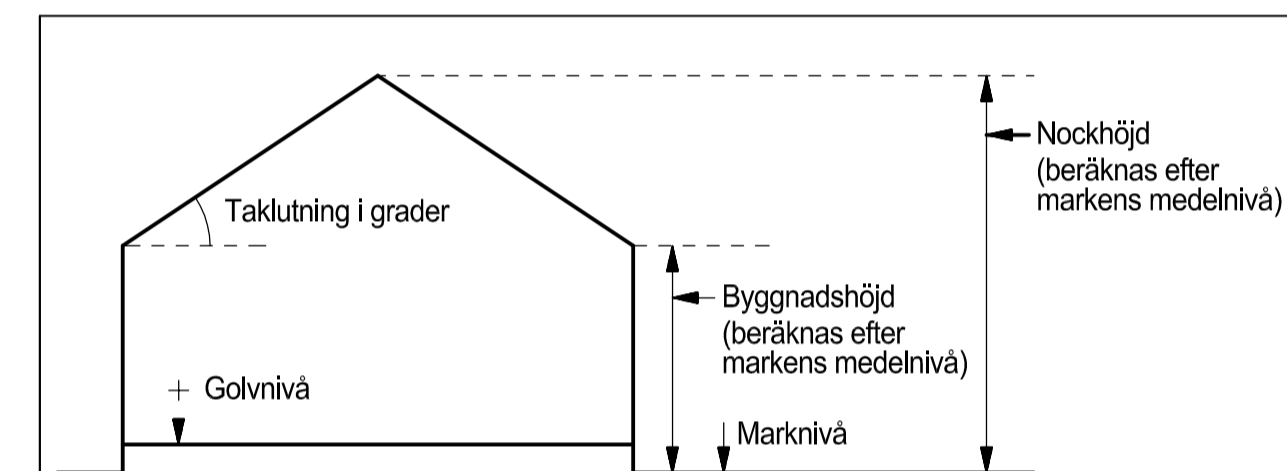 Nockhöjd
(beräknas efter
markens medelnivå)
Taklutning i grader
Byggnadshöjd
(beräknas efter
markens medelnivå)
+ Golvnivå
Marknivå